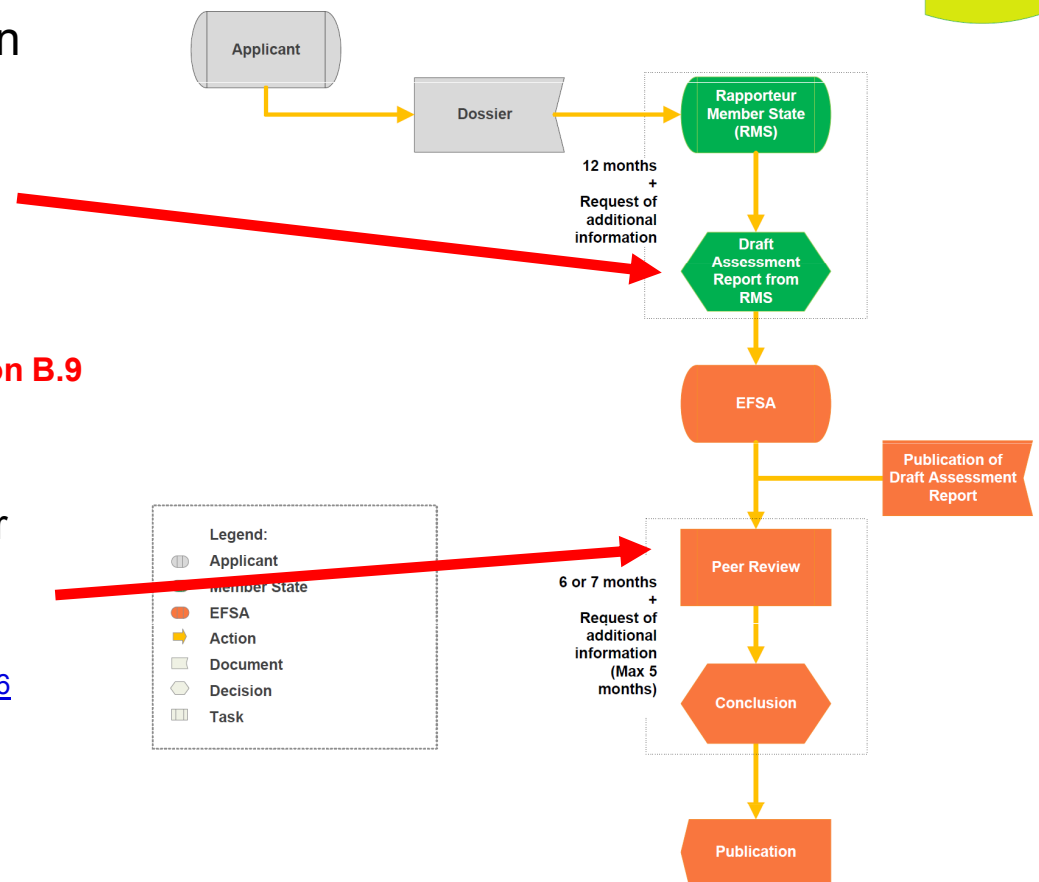 n
Applicant
Dossier
Rapporteur
Member State
(RMS)
12 months
+
Request of
additional
information
Draft
Assessment
Report from
RMS
on B.9
EFSA
Publication of
Draft Assessment
Report
r
Legend:
Applicant
Member State
EFSA
Action
Document
Decision
Task
6
Peer Review
6 or 7 months
+
Request of
additional
information
(Max 5
months)
Conclusion
Publication